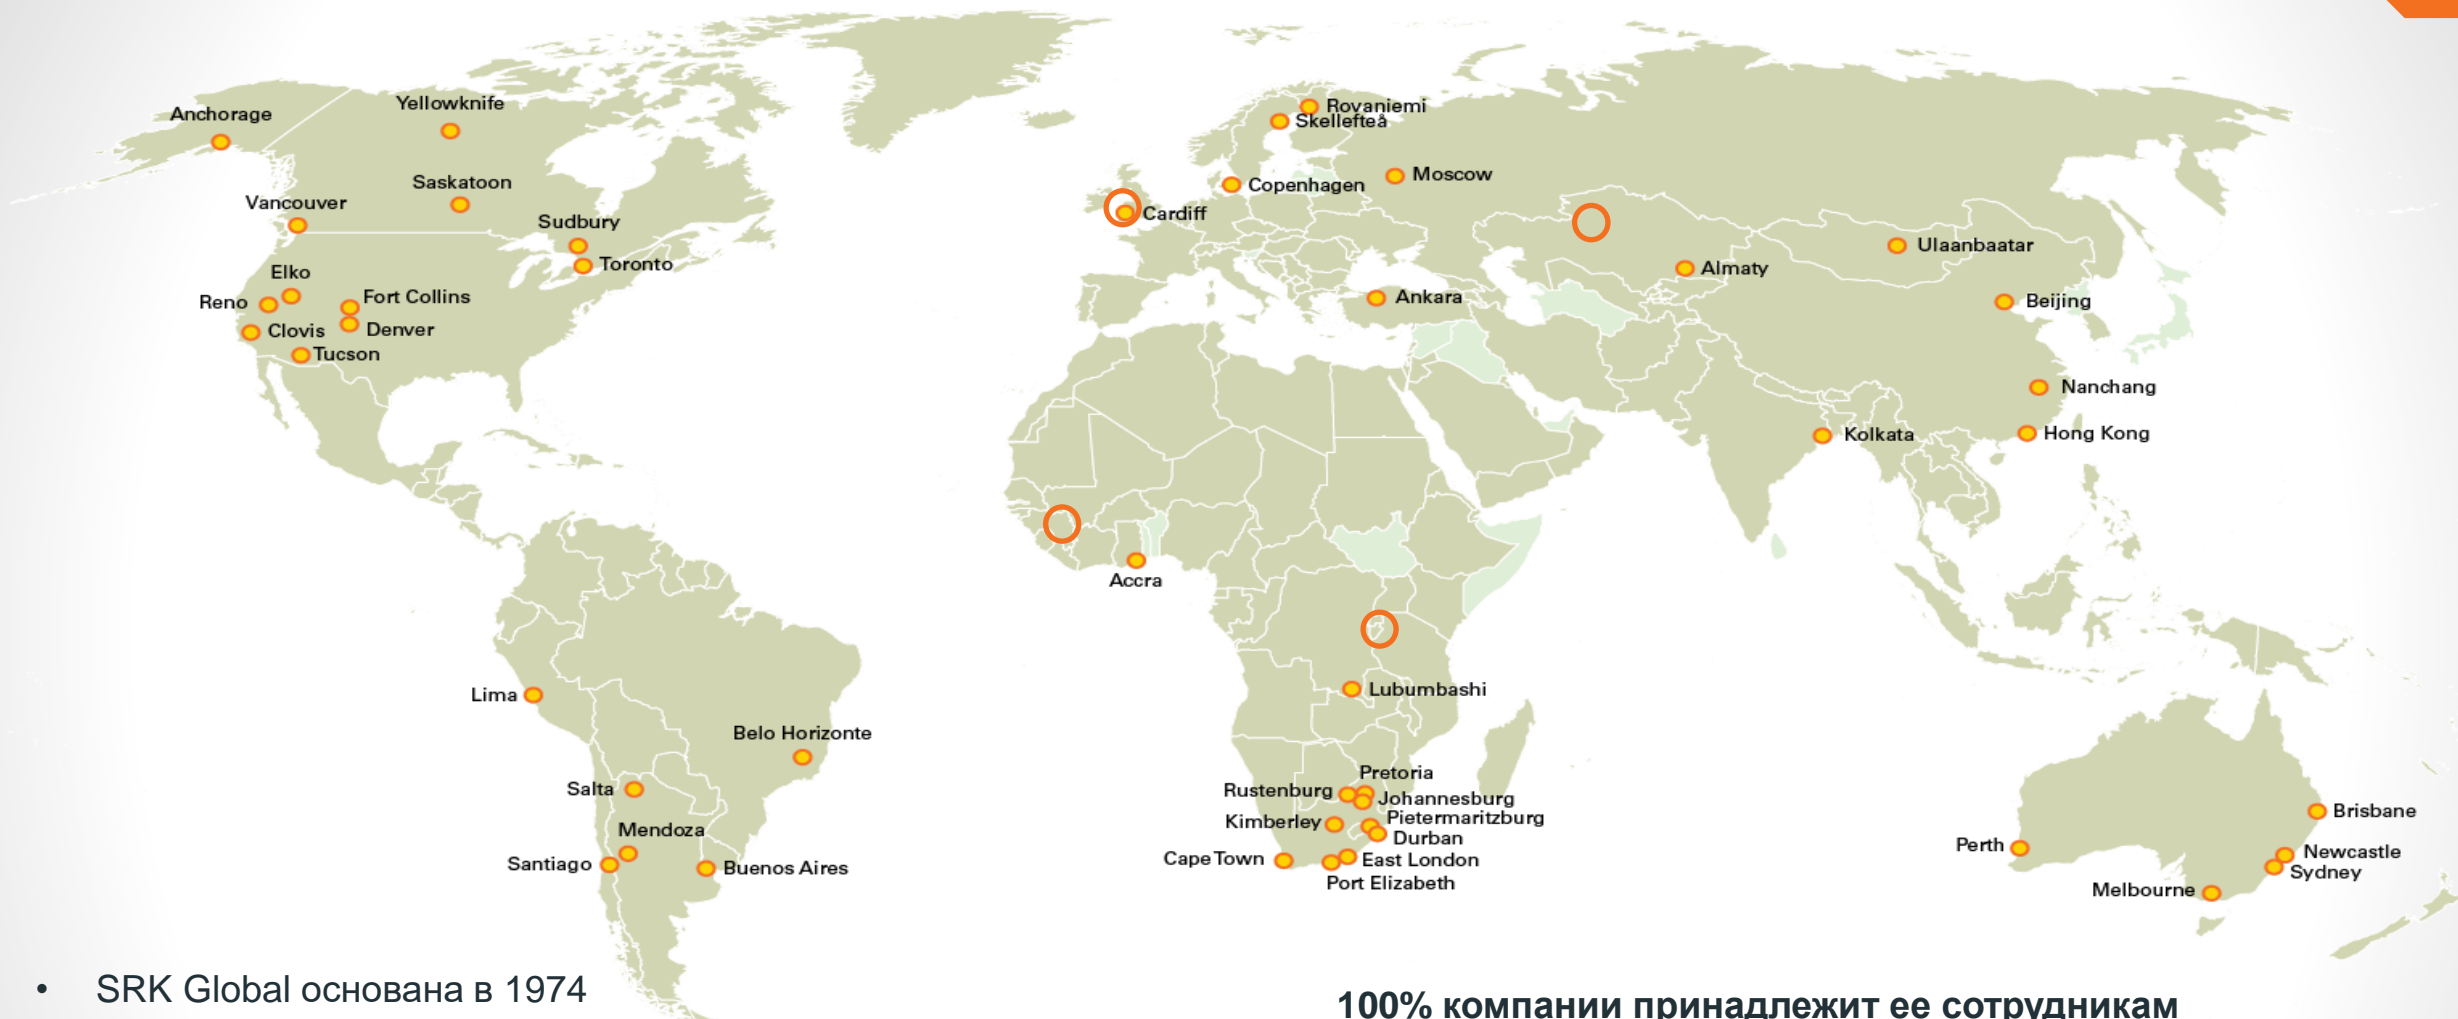 Anchorage
Yellowknife
Saskatoon
Vancouver
Sudbury
Toronto
Elko
Reno
Fort Collins
Clovis
Denver
Tucson
Lima
Belo Horizonte
Salta
Mendoza
Santiago
Buenos Aires
Rovaniemi
Skellefteå
Moscow
Copenhagen
Cardiff
Ankara
Almaty
Ulaanbaatar
Beijing
Nanchang
Hong Kong
Kolkata
Accra
Lubumbashi
Pretoria
Rustenburg
Johannesburg
Kimberley
Pietermaritzburg
Durban
Cape Town
East London
Port Elizabeth
Brisbane
Perth
Newcastle
Sydney
Melbourne
• SRK Global основана в 1974
100% компании принадлежит ее сотрудникам